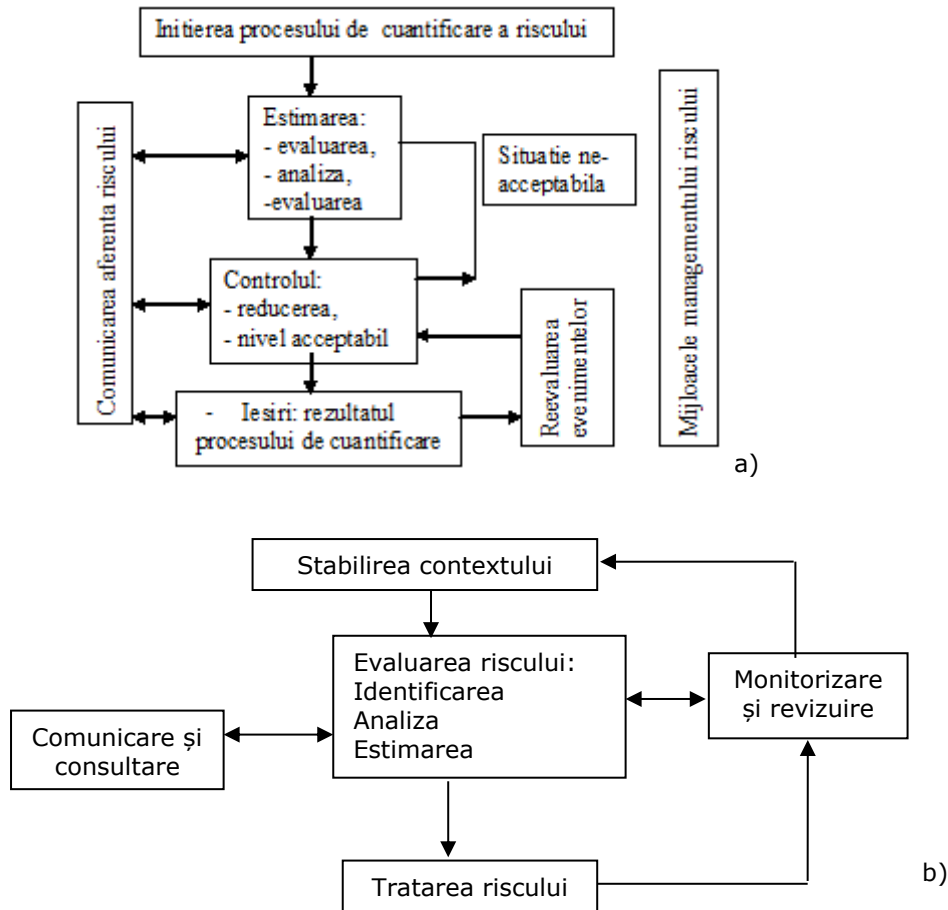 Initierea procesului de cuantificare a riscului
Comunicarea aferenta riscului
Estimarea:
- evaluarea,
- analiza,
-evaluarea
Situatie ne-
acceptabila
Mijloacele managementului riscului
Controlul:
- reducerea,
- nivel acceptabil
Reevaluarea
evenimentelor
- Iesiri: rezultatul
procesului de cuantificare
a)
Stabilirea contextului
Evaluarea riscului:
Identificarea
Analiza
Estimarea
Monitorizare
și revizuire
Comunicare și
consultare
Tratarea riscului
b)